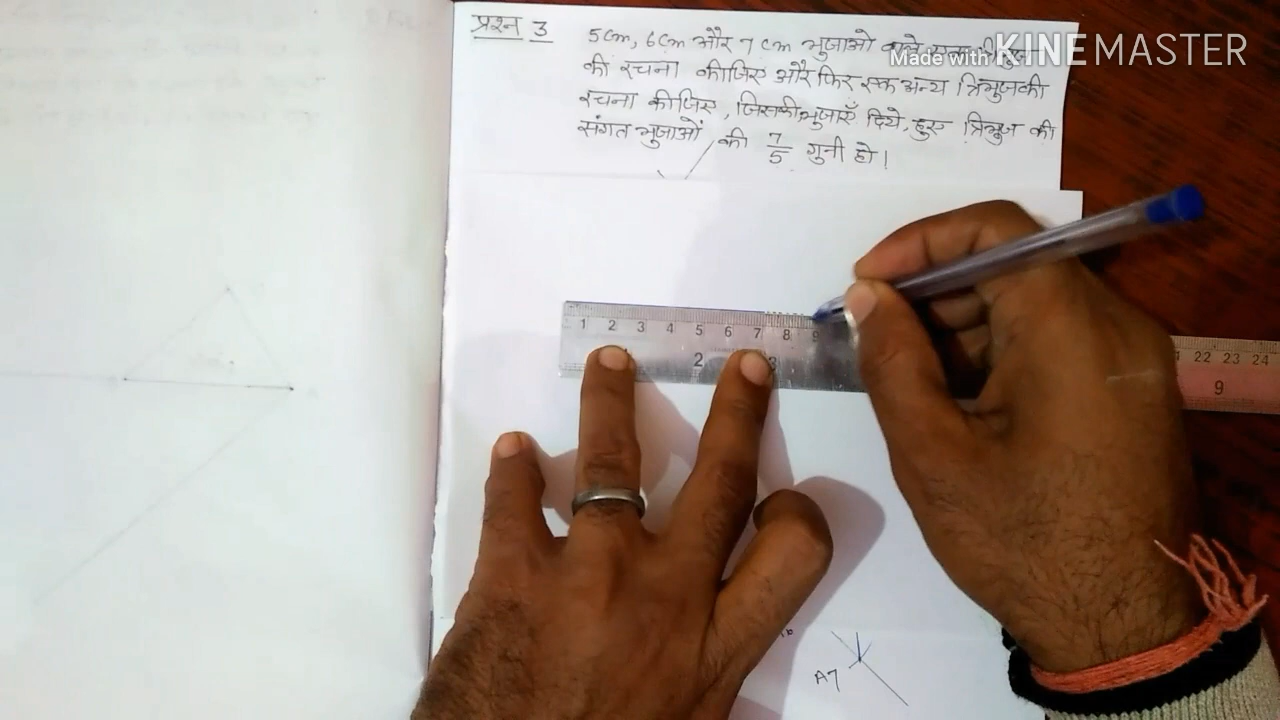 प्रश्न 3
5cm, 6cm और 7cm भुजाओ वाले
Made with KINEMASTER
की रचना कीजिए और फिर एक अन्य त्रिभुज की
रचना कीजिए, जिसकी भुजाएँ दिये हुए त्रिभुज की
संगत भुजाओं की 7/5 गुनी हो।
1 2 3 4 5 6 7 8 9
22 23 24
2 3
9
A7